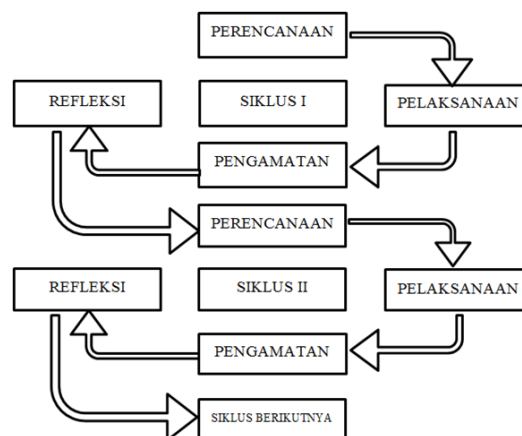 PERENCANAAN
REFLEKSI
SIKLUS I
PELAKSANAAN
PENGAMATAN
PERENCANAAN
REFLEKSI
SIKLUS II
PELAKSANAAN
PENGAMATAN
SIKLUS BERIKUTNYA